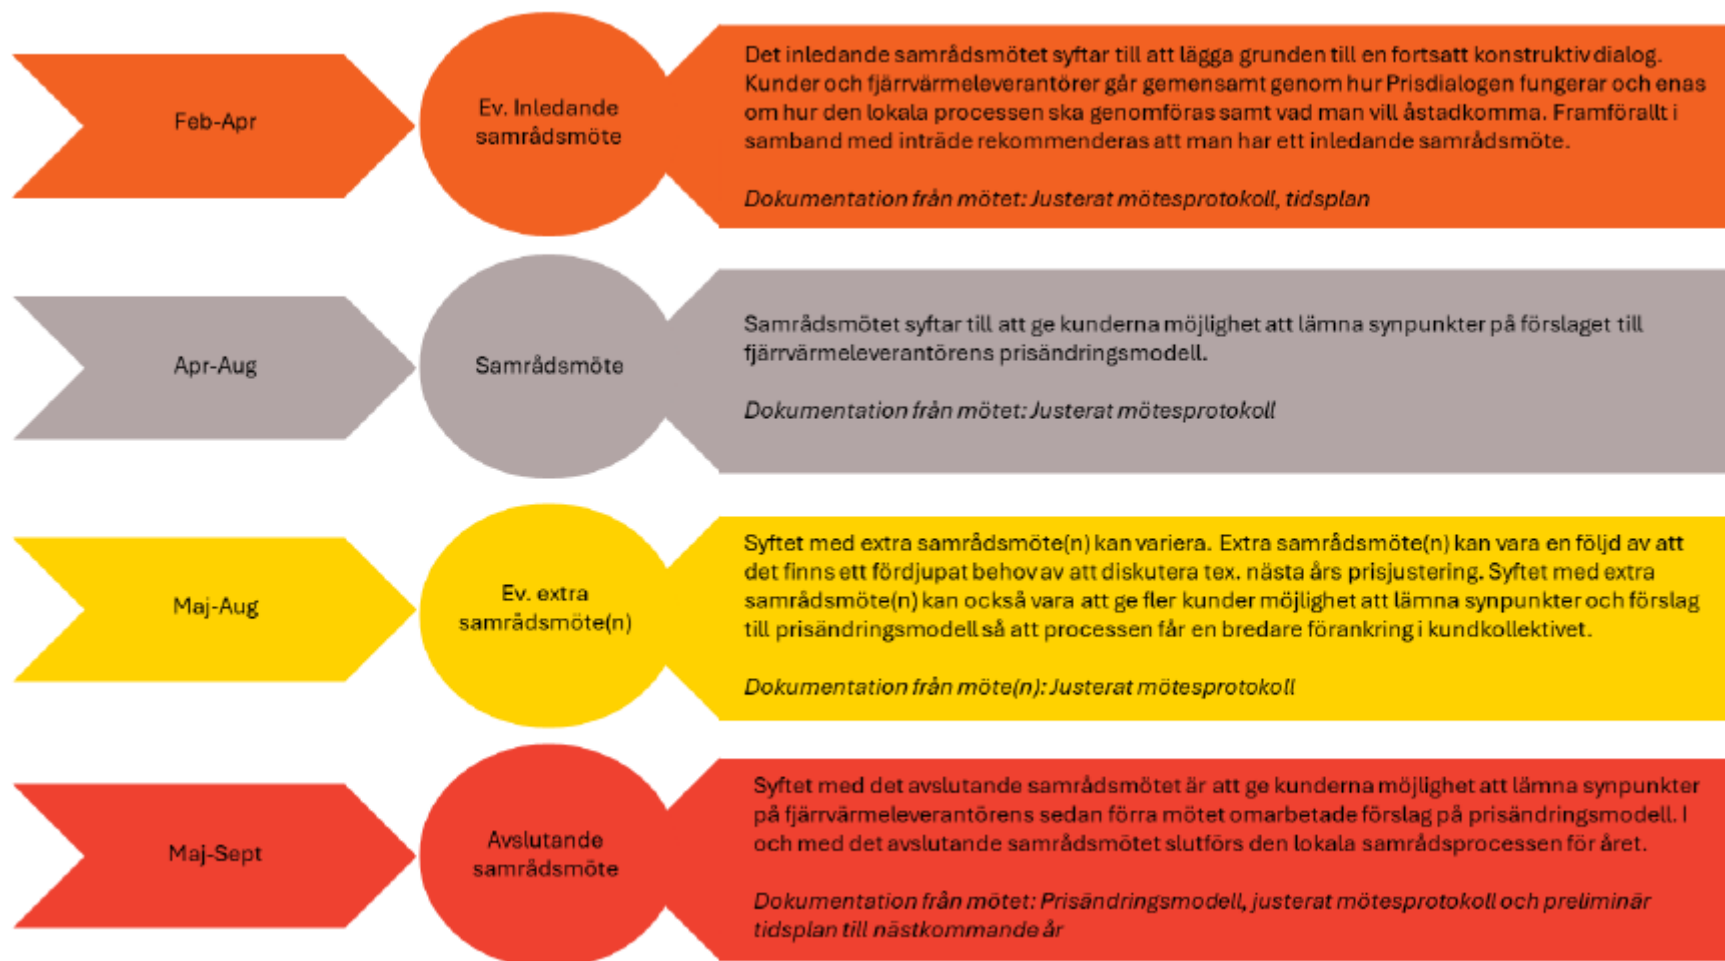 Feb-Apr
Ev. Inledande
samrådsmöte
Det inledande samrådsmötet syftar till att lägga grunden till en fortsatt konstruktiv dialog.
Kunder och fjärrvärmeleverantörer går gemensamt genom hur Prisdialogen fungerar och enas
om hur den lokala processen ska genomföras samt vad man vill åstadkomma. Framförallt i
samband med inträde rekommenderas att man har ett inledande samrådsmöte.
Dokumentation från mötet: Justerat mötesprotokoll, tidsplan
Apr-Aug
Samrådsmöte
Samrådsmötet syftar till att ge kunderna möjlighet att lämna synpunkter på förslaget till
fjärrvärmeleverantörens prisändringsmodell.
Dokumentation från mötet: Justerat mötesprotokoll
Maj-Aug
Ev. extra
samrådsmöte(n)
Syftet med extra samrådsmöte(n) kan variera. Extra samrådsmöte(n) kan vara en följd av att
det finns ett fördjupat behov av att diskutera tex. nästa års prisjustering. Syftet med extra
samrådsmöte(n) kan också vara att ge fler kunder möjlighet att lämna synpunkter och förslag
till prisändringsmodell så att processen får en bredare förankring i kundkollektivet.
Dokumentation från möte(n): Justerat mötesprotokoll
Maj-Sept
Avslutande
samrådsmöte
Syftet med det avslutande samrådsmötet är att ge kunderna möjlighet att lämna synpunkter
på fjärrvärmeleverantörens sedan förra mötet omarbetade förslag på prisändringsmodell. I
och med det avslutande samrådsmötet slutförs den lokala samrådsprocessen för året.
Dokumentation från mötet: Prisändringsmodell, justerat mötesprotokoll och preliminär
tidsplan till nästkommande år